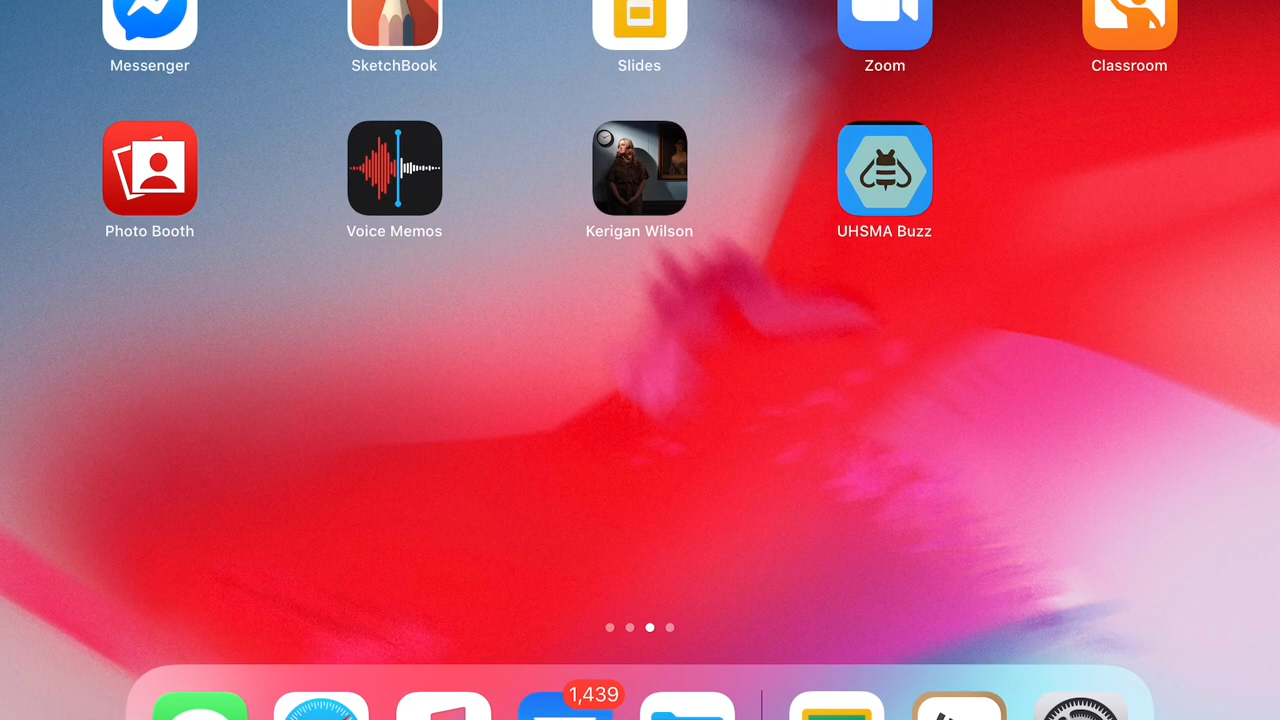 Messenger
SketchBook
Slides
Zoom
Classroom
Photo Booth
Voice Memos
Kerigan Wilson
UHSMA Buzz
1,439